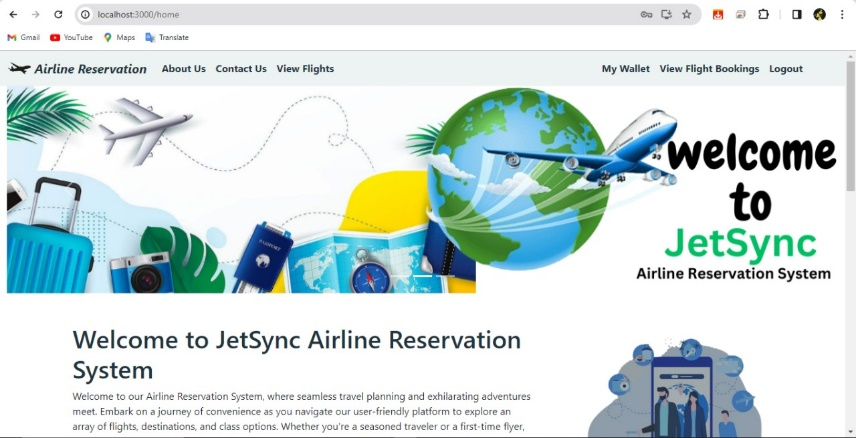 localhost:3000/home
Gmail YouTube Maps Translate
Airline Reservation About Us Contact Us View Flights My Wallet View Flight Bookings Logout
welcome
to
JetSync
Airline Reservation System
PASSPORT
Welcome to JetSync Airline Reservation
System
Welcome to our Airline Reservation System, where seamless travel planning and exhilarating adventures
meet. Embark on a journey of convenience as you navigate our user-friendly platform to explore an
array of flights, destinations, and class options. Whether you're a seasoned traveler or a first-time flyer,